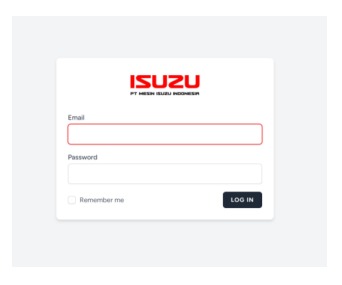 ISUZU
PT MESIN ISUZU INDONESIA
Email
Password
Remember me
LOG IN